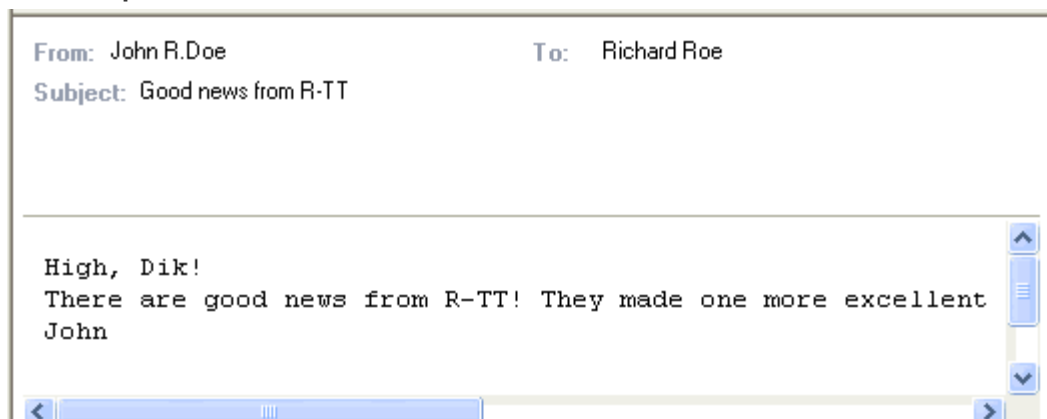 From: John R.Doe To: Richard Roe
Subject: Good news from R-TT
High, Dik!
There are good news from R-TT! They made one more excellent
John